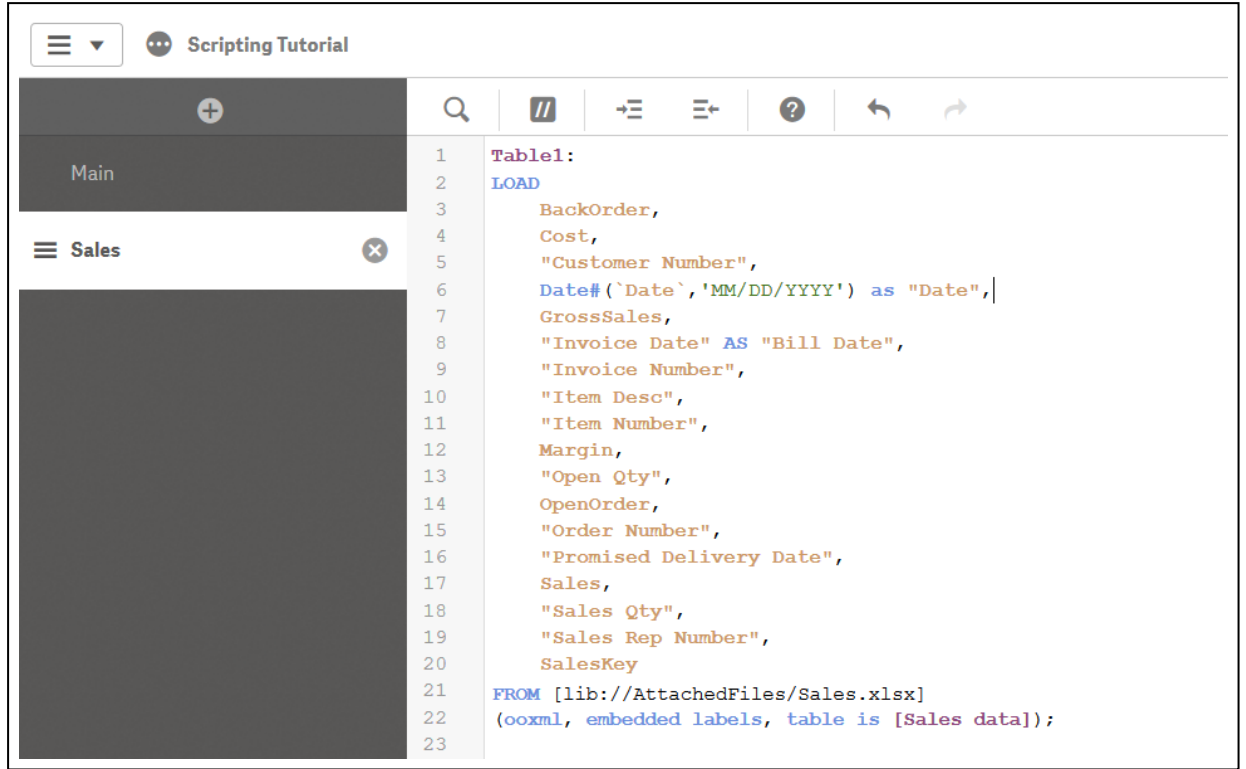 Scripting Tutorial
Main
Sales
//
?
1 Table1:
2 LOAD
3 BackOrder,
4 Cost,
5 "Customer Number",
6 Date#(`Date`,'MM/DD/YYYY') as "Date",
7 GrossSales,
8 "Invoice Date" AS "Bill Date",
9 "Invoice Number",
10 "Item Desc",
11 "Item Number",
12 Margin,
13 "Open Qty",
14 OpenOrder,
15 "Order Number",
16 "Promised Delivery Date",
17 Sales,
18 "Sales Qty",
19 "Sales Rep Number",
20 SalesKey
21 FROM [lib://AttachedFiles/Sales.xlsx]
22 (ooxml, embedded labels, table is [Sales data]);
23